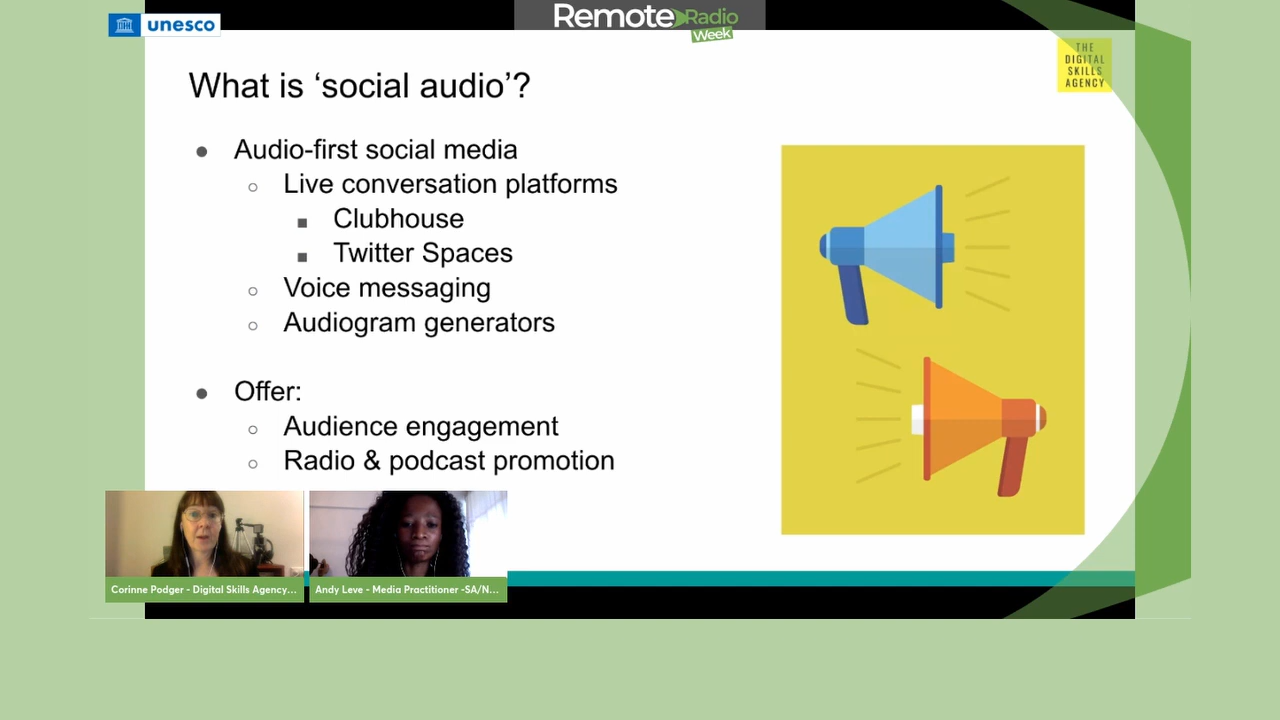 unesco
Remote Radio
Week
THE
DIGITAL
SKILLS
AGENCY
What is ‘social audio’?
● Audio-first social media
○ Live conversation platforms
■ Clubhouse
■ Twitter Spaces
○ Voice messaging
○ Audiogram generators
● Offer:
○ Audience engagement
○ Radio & podcast promotion
Corinne Podger - Digital Skills Agency...
Andy Leve - Media Practitioner -SA/N...